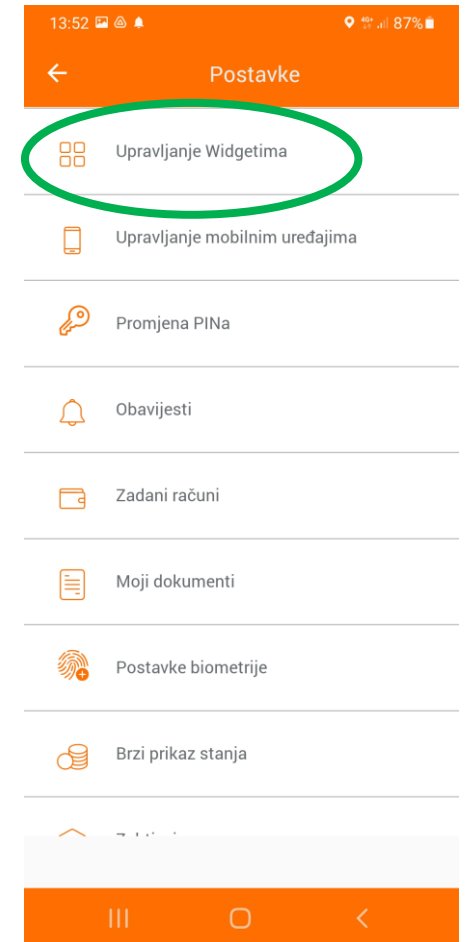 13:52 87%
Postavke
Upravljanje Widgetima
Upravljanje mobilnim uređajima
Promjena PINa
Obavijesti
Zadani računi
Moji dokumenti
Postavke biometrije
Brzi prikaz stanja